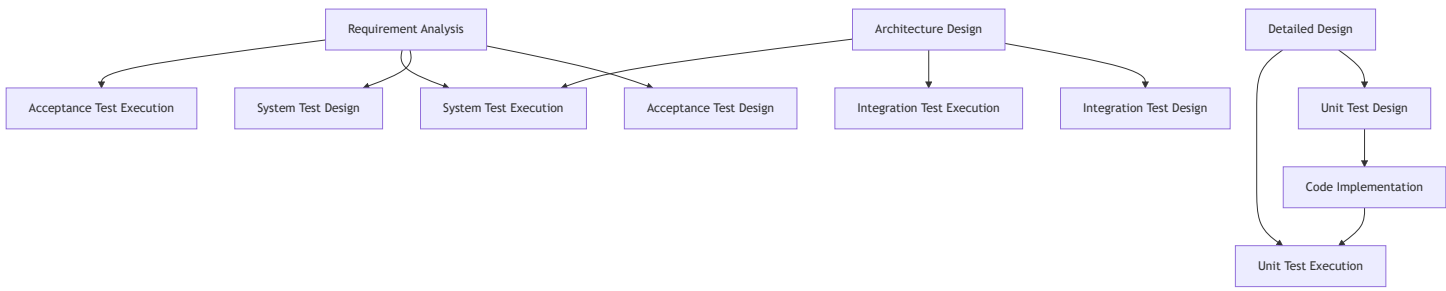 Requirement Analysis
Architecture Design
Detailed Design
Acceptance Test Execution
System Test Design
System Test Execution
Acceptance Test Design
Integration Test Execution
Integration Test Design
Unit Test Design
Code Implementation
Unit Test Execution